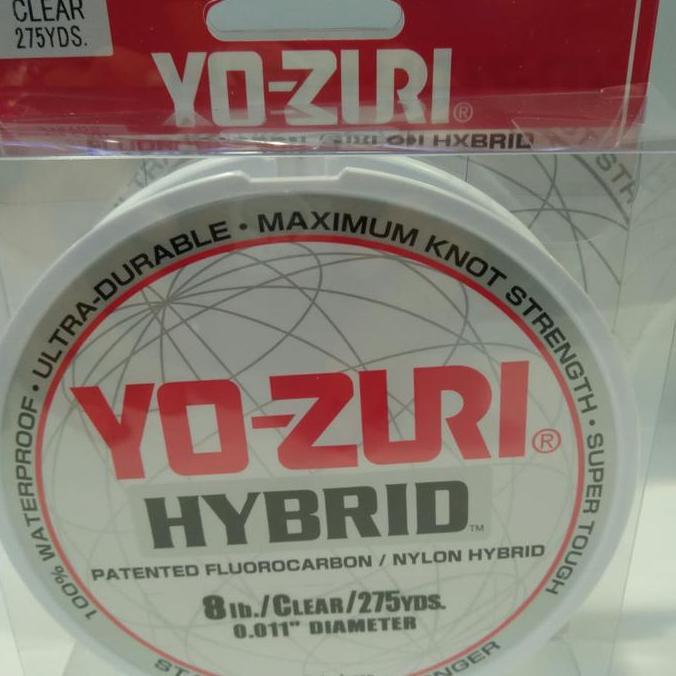 CLEAR
275YDS.
YO-ZURI®
HYBRID
100% WATERPROOF • ULTRA-DURABLE • MAXIMUM KNOT STRENGTH • SUPER TOUGH
YO-ZURI®
HYBRID™
PATENTED FLUOROCARBON / NYLON HYBRID
8lb./CLEAR/275YDS.
0.011" DIAMETER